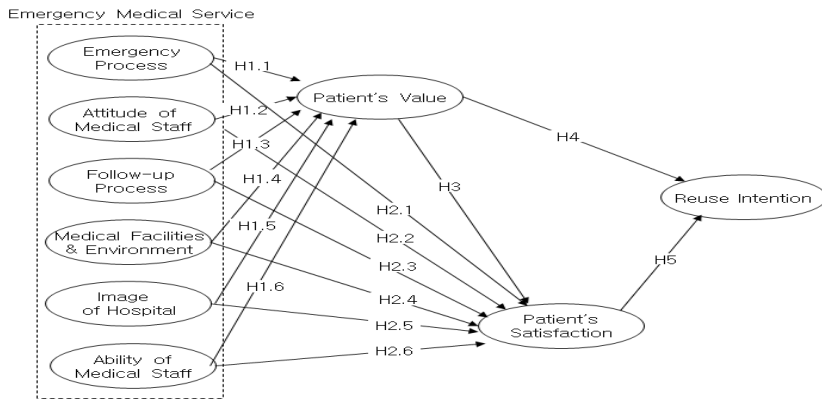 Emergency Medical Service
Emergency
Process
H1.1
Patient's Value
Attitude of
Medical Staff
H1.2
H1.3
H4
Follow-up
Process
H1.4
H3
Reuse Intention
H2.1
Medical Facilities
& Environment
H1.5
H2.2
H2.3
H5
H1.6
Image
of Hospital
H2.4
H2.5
Patient's
Satisfaction
Ability of
Medical Staff
H2.6